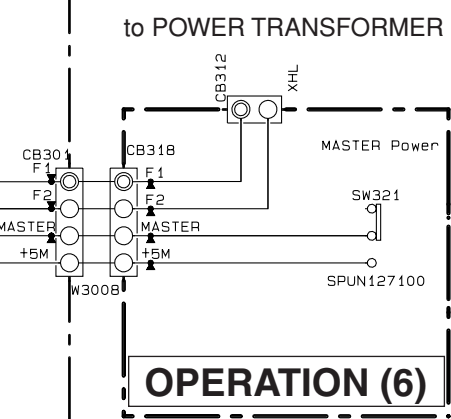 to POWER TRANSFORMER
CB312
XHL
MASTER Power
CB301
CB318
F1
F1
SW321
F2
F2
MASTER
MASTER
+5M
+5M
SPUN127100
W3008
OPERATION (6)